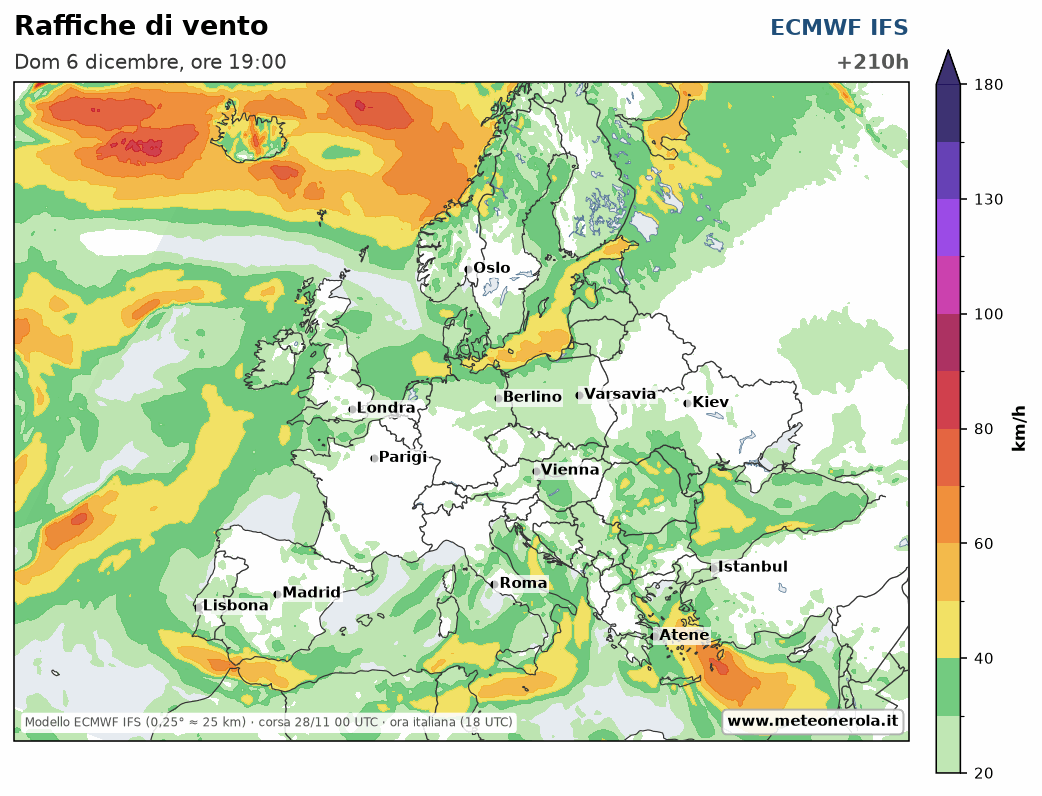 Raffiche di vento
ECMWF IFS
Dom 6 dicembre, ore 19:00
+210h
180
130
100
80
60
40
20
km/h
Oslo
Berlino
Varsavia
Kiev
Londra
Parigi
Vienna
Istanbul
Roma
Madrid
Lisbona
Atene
Modello ECMWF IFS (0,25° ≈ 25 km) · corsa 28/11 00 UTC · ora italiana (18 UTC)
www.meteonerola.it